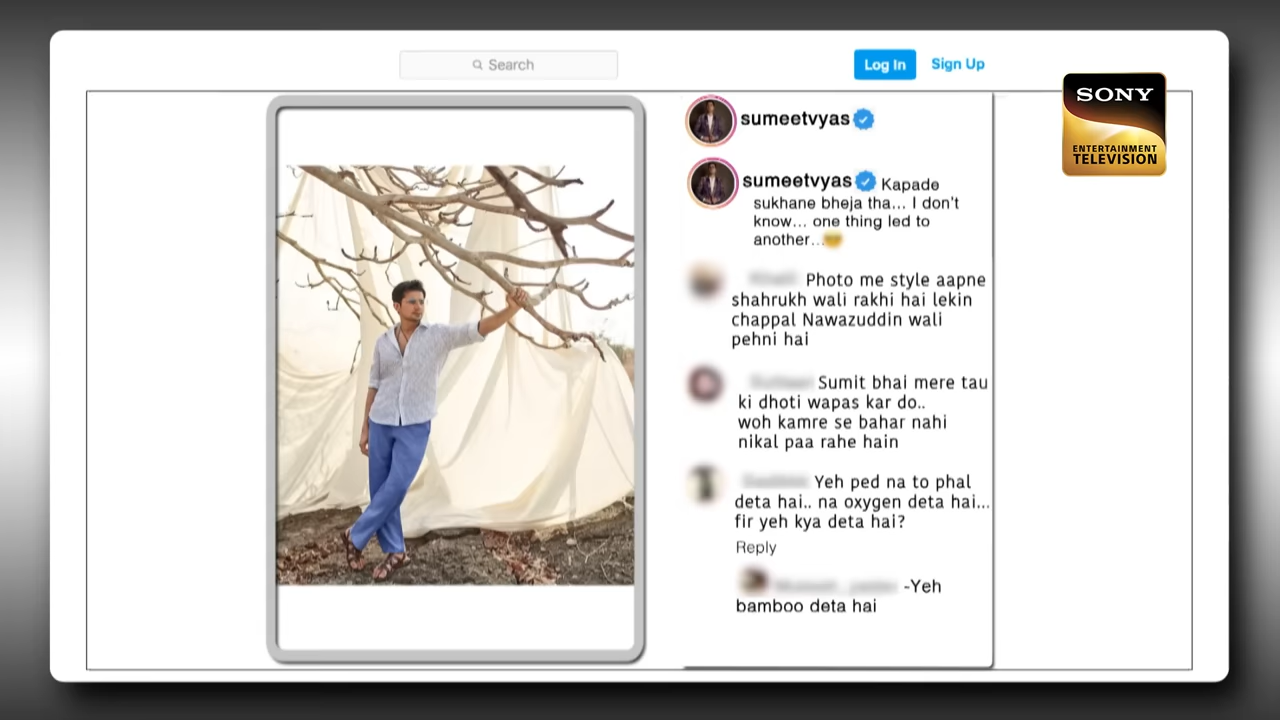 Search
Log In
Sign Up
SONY
ENTERTAINMENT
TELEVISION
sumeetvyas
sumeetvyas Kapade
sukhane bheja tha... I don't
know... one thing led to
another...
Photo me style aapne
shahrukh wali rakhi hai lekin
chappal Nawazuddin wali
pehni hai
Sumit bhai mere tau
ki dhoti wapas kar do..
woh kamre se bahar nahi
nikal paa rahe hain
Yeh ped na to phal
deta hai.. na oxygen deta hai...
fir yeh kya deta hai?
Reply
-Yeh
bamboo deta hai